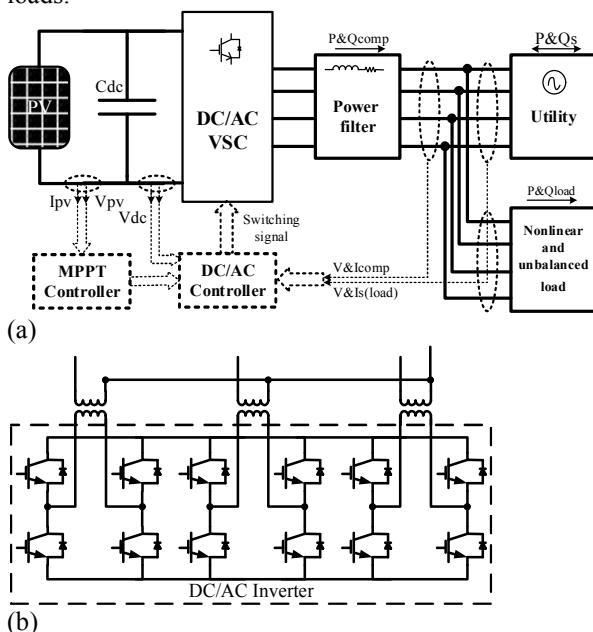 loads.
P&Qcomp
P&Qs
PV
Cdc
DC/AC
VSC
Power
filter
Utility
Ipv
Vpv
Vdc
Switching
signal
P&Qload
MPPT
Controller
DC/AC
Controller
V&Icomp
V&Is(load)
Nonlinear
and
unbalanced
load
(a)
DC/AC Inverter
(b)